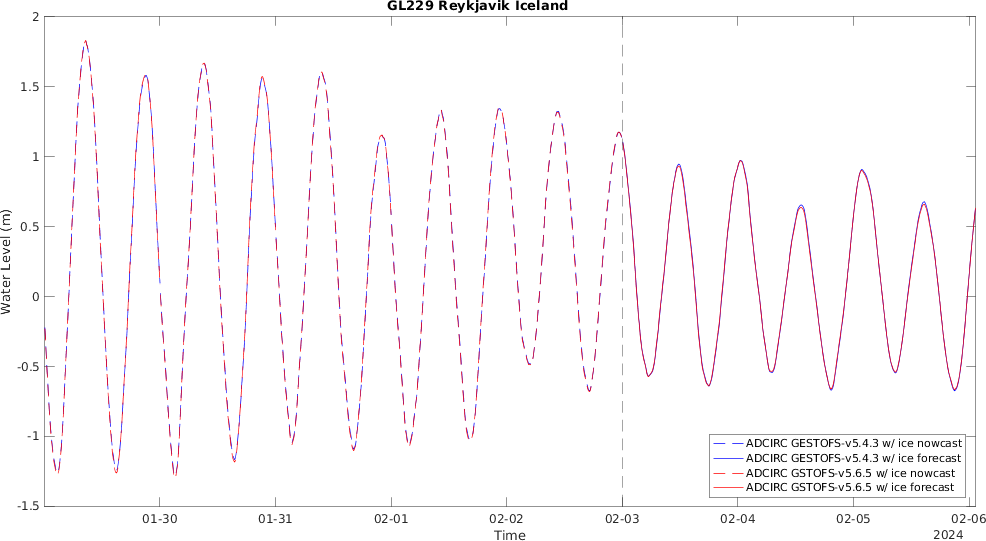 GL229 Reykjavik Iceland
2
1.5
1
0.5
0
-0.5
-1
-1.5
Water Level (m)
01-30
01-31
02-01
02-02
02-03
02-04
02-05
02-06
Time
2024
ADCIRC GESTOFS-v5.4.3 w/ ice nowcast
ADCIRC GESTOFS-v5.4.3 w/ ice forecast
ADCIRC GSTOFS-v5.6.5 w/ ice nowcast
ADCIRC GSTOFS-v5.6.5 w/ ice forecast